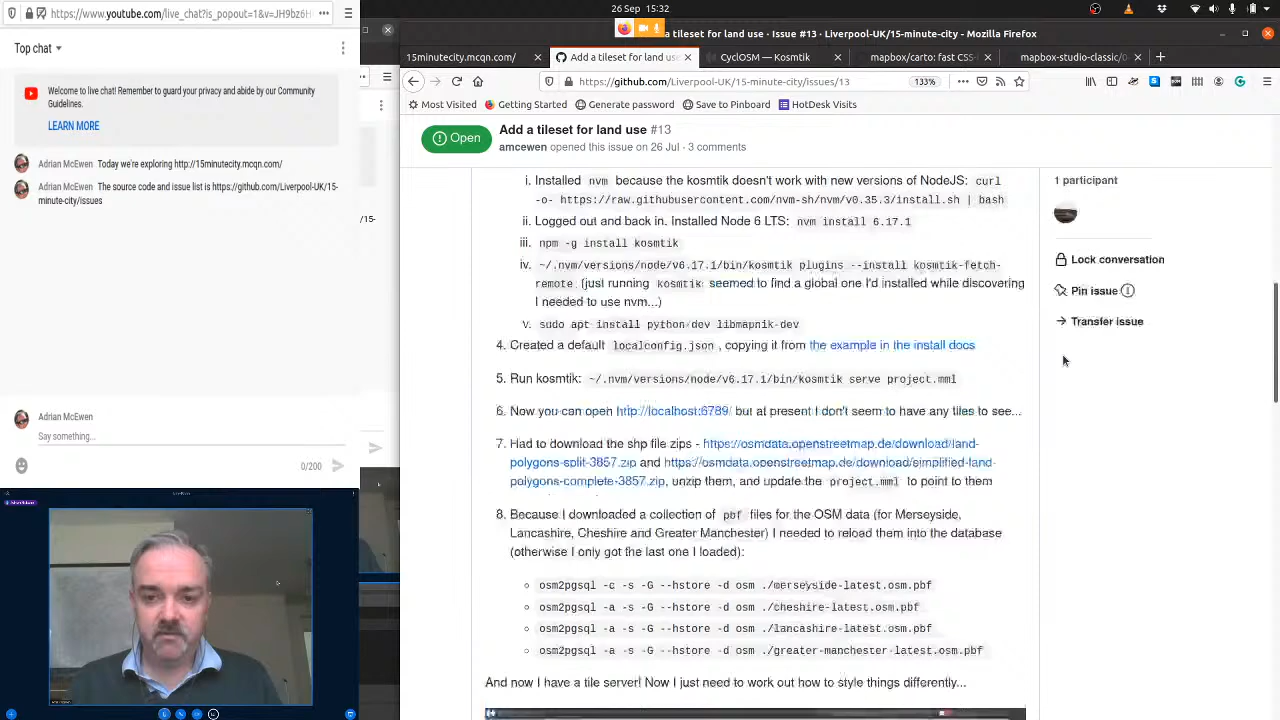 26 Sep 15:32
https://www.youtube.com/live_chat?is_popout=1&v=JH9bz6H
Top chat
Welcome to live chat! Remember to guard your privacy and abide by our Community
Guidelines.
LEARN MORE
Adrian McEwen Today we're exploring http://15minutecity.mcqn.com/
Adrian McEwen The source code and issue list is https://github.com/Liverpool-UK/15-
minute-city/issues
/15-
Adrian McEwen
Say something...
0/200
a tileset for land use · Issue #13 · Liverpool-UK/15-minute-city - Mozilla Firefox
15minutecity.mcqn.com/
Add a tileset for land use
CyclOSM — Kosmtik
mapbox/carto: fast CSS-l
mapbox-studio-classic/D
https://github.com/Liverpool-UK/15-minute-city/issues/13
133%
Most Visited
Getting Started
Generate password
Save to Pinboard
HotDesk Visits
Open
Add a tileset for land use #13
amcewen opened this issue on 26 Jul · 3 comments
i. Installed nvm because the kosmtik doesn't work with new versions of NodeJS: curl
-o- https://raw.githubusercontent.com/nvm-sh/nvm/v0.35.3/install.sh | bash
ii. Logged out and back in. installed Node 6 LTS: nvm install 6.17.1
iii. npm -g install kosmtik
iv. ~/.nvm/versions/node/v6.17.1/bin/kosmtik plugins --install kosmtik-fetch-
remote (just running kosmtik seemed to find a global one I'd installed while discovering
I needed to use nvm...)
v. sudo apt install python-dev libmapnik-dev
4. Created a default localconfig.json, copying it from the example in the install docs
5. Run kosmtik: ~/.nvm/versions/node/v6.17.1/bin/kosmtik serve project.mml
6. Now you can open http://localhost:6789/ but at present I don't seem to have any tiles to see...
7. Had to download the shp file zips - https://osmdata.openstreetmap.de/download/land-
polygons-split-3857.zip and https://osmdata.openstreetmap.de/download/simplified-land-
polygons-complete-3857.zip, unzip them, and update the project.mml to point to them
8. Because I downloaded a collection of pbf files for the OSM data (for Merseyside,
Lancashire, Cheshire and Greater Manchester) I needed to reload them into the database
(otherwise I only got the last one I loaded):
osm2pgsql -c -s -G --hstore -d osm ./merseyside-latest.osm.pbf
osm2pgsql -a -s -G --hstore -d osm ./cheshire-latest.osm.pbf
osm2pgsql -a -s -G --hstore -d osm ./lancashire-latest.osm.pbf
osm2pgsql -a -s -G --hstore -d osm ./greater-manchester-latest.osm.pbf
And now I have a tile server! Now I just need to work out how to style things differently...
1 participant
Lock conversation
Pin issue
Transfer issue